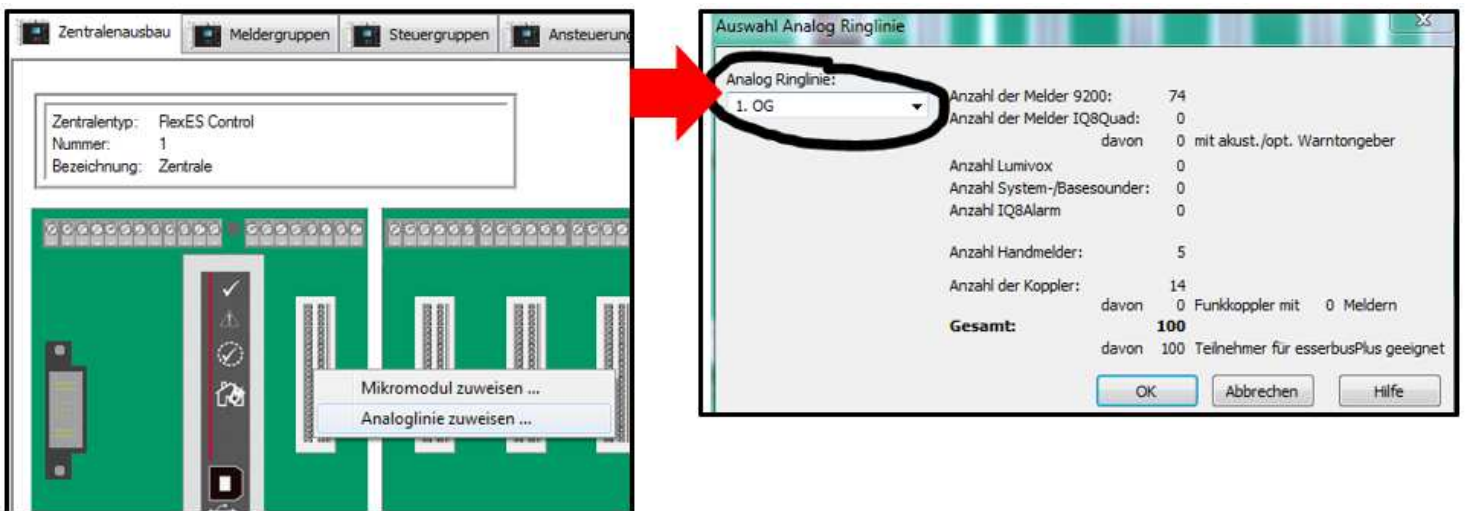 Zentralenausbau Meldergruppen Steuergruppen Ansteuerung
Zentralentyp: FlexES Control
Nummer: 1
Bezeichnung: Zentrale
Mikromodul zuweisen ...
Analoglinie zuweisen ...
Auswahl Analog Ringlinie
Analog Ringlinie:
1. OG
Anzahl der Melder 9200: 74
Anzahl der Melder IQ8Quad: 0
davon 0 mit akust./opt. Warntongeber
Anzahl Lumivox 0
Anzahl System-/Basesounder: 0
Anzahl IQ8Alarm 0
Anzahl Handmelder: 5
Anzahl der Koppler: 14
davon 0 Funkkoppler mit 0 Meldern
Gesamt: 100
davon 100 Teilnehmer für esserbusPlus geeignet
OK Abbrechen Hilfe